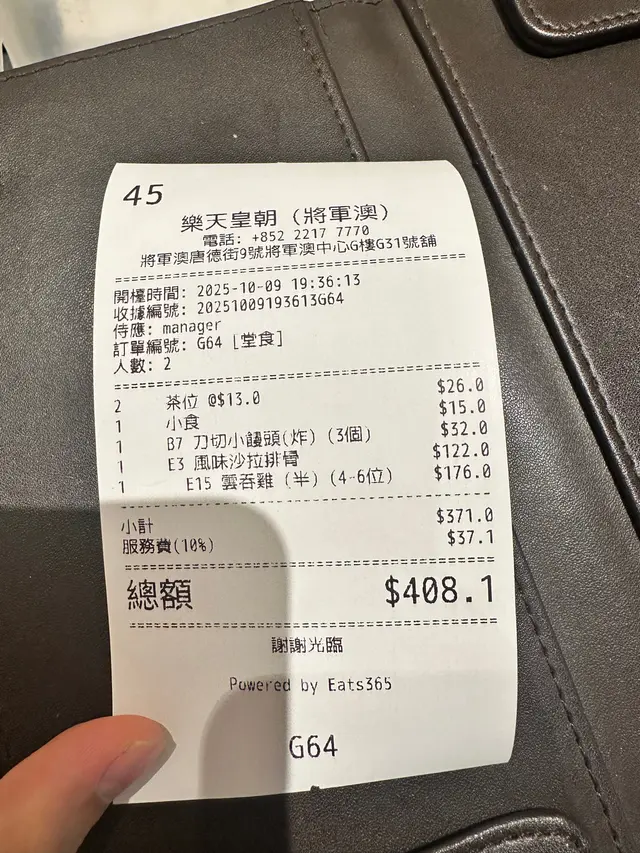 45
樂天皇朝 (將軍澳)
電話: +852 2217 7770
將軍澳唐德街9號將軍澳中心G樓G31號舖
開檯時間: 2025-10-09 19:36:13
收據編號: 20251009193613G64
侍應: manager
訂單編號: G64 [堂食]
人數: 2
2 茶位 @$13.0 $26.0
1 小食 $15.0
1 B7 刀切小饅頭(炸) (3個) $32.0
1 E3 風味沙拉排骨 $122.0
1 E15 雲吞雞 (半) (4-6位) $176.0
小計 $371.0
服務費(10%) $37.1
總額 $408.1
謝謝光臨
Powered by Eats365
G64